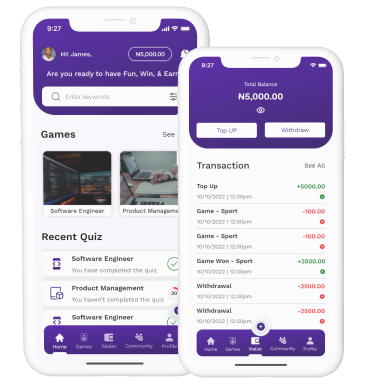 9:27
Hi! James,
₦5,000.00
Are you ready to have Fun, Win, & Earn
Enter keywords
Games
See
Software Engineer
Product Manageme
Recent Quiz
Software Engineer
You have completed the quiz
Product Management
You haven't completed the quiz
30
Software Engineer
Home
Games
Wallet
Community
Profile
9:27
Total Balance
₦5,000.00
Top UP
Withdraw
Transaction
See All
Top Up
+5000.00
10/10/2022 | 12:00pm
Game - Sport
-100.00
10/10/2022 | 12:00pm
Game - Sport
-100.00
10/10/2022 | 12:00pm
Game Won - Sport
+2500.00
10/10/2022 | 12:00pm
Withdrawal
-2500.00
10/10/2022 | 12:00pm
Withdrawal
-2500.00
10/10/2022 | 12:00pm
Home
Games
Wallet
Community
Profile